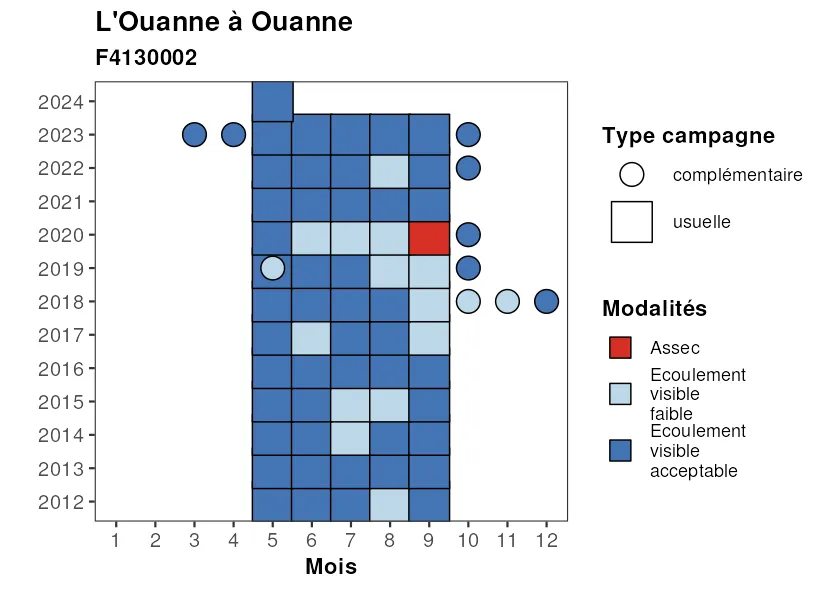 L'Ouanne à Ouanne
F4130002
2024
2023
2022
2021
2020
2019
2018
2017
2016
2015
2014
2013
2012
1 2 3 4 5 6 7 8 9 10 11 12
Mois
Type campagne
complémentaire
usuelle
Modalités
Assec
Ecoulement
visible
faible
Ecoulement
visible
acceptable